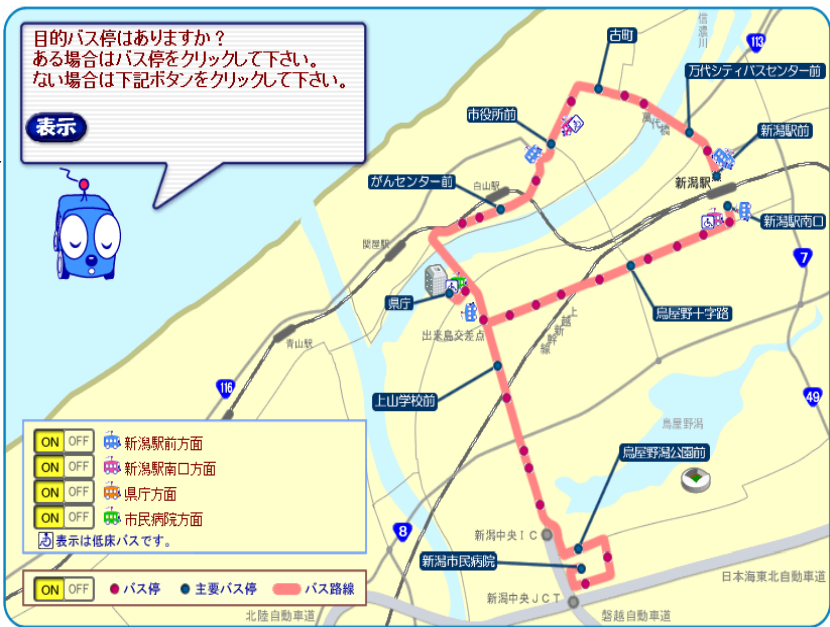 目的バス停はありますか？
ある場合はバス停をクリックして下さい。
ない場合は下記ボタンをクリックして下さい。
表示
信濃川
古町
113
万代シティバスセンター前
市役所前
萬代橋
新潟駅前
がんセンター前
白山駅
新潟駅
新潟駅南口
関屋駅
7
県庁
鳥屋野十字路
出来島交差点
上越新幹線
青山駅
116
上山学校前
49
鳥屋野潟
ON OFF 新潟駅前方面
ON OFF 新潟駅南口方面
ON OFF 県庁方面
ON OFF 市民病院方面
表示は低床バスです。
鳥屋野潟公園前
8
新潟中央ＩＣ
新潟市民病院
ON OFF バス停 主要バス停 バス路線
日本海東北自動車道
新潟中央ＪＣＴ
北陸自動車道
磐越自動車道